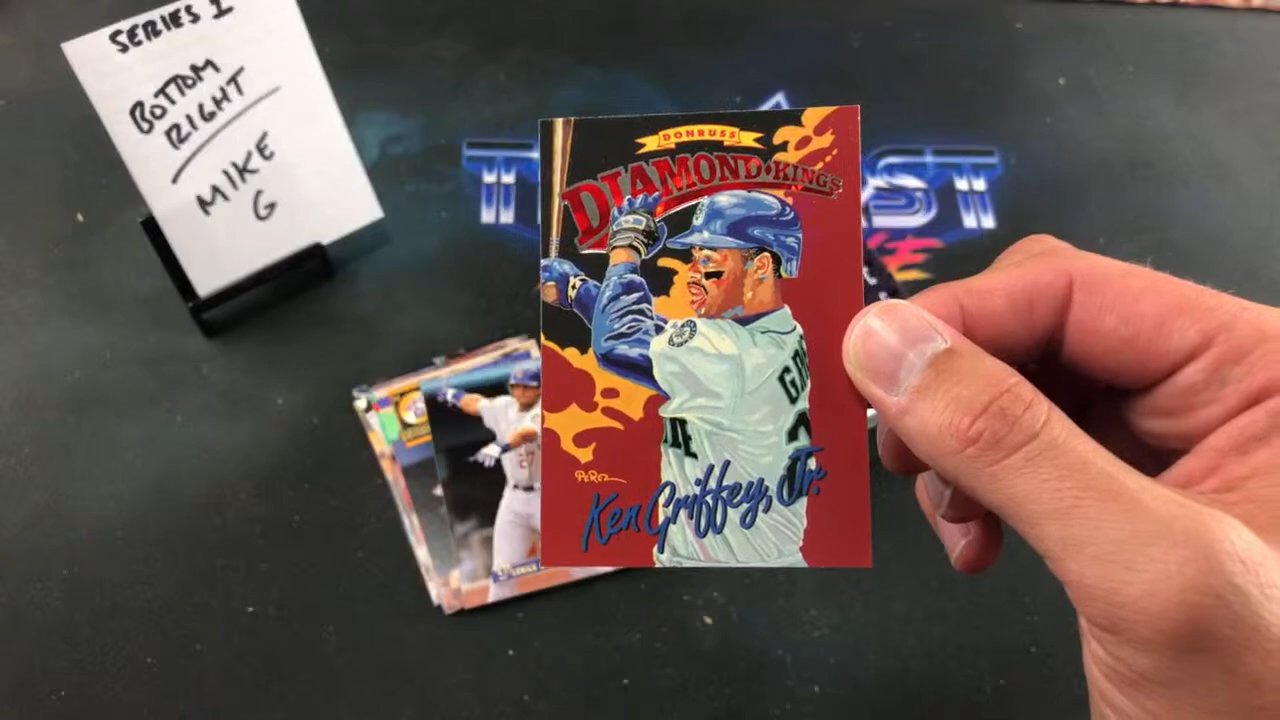 SERIES 1
BOTTOM
RIGHT
MIKE
G
DONRUSS
DIAMOND KINGS
PEREZ
Ken Griffey, Jr.